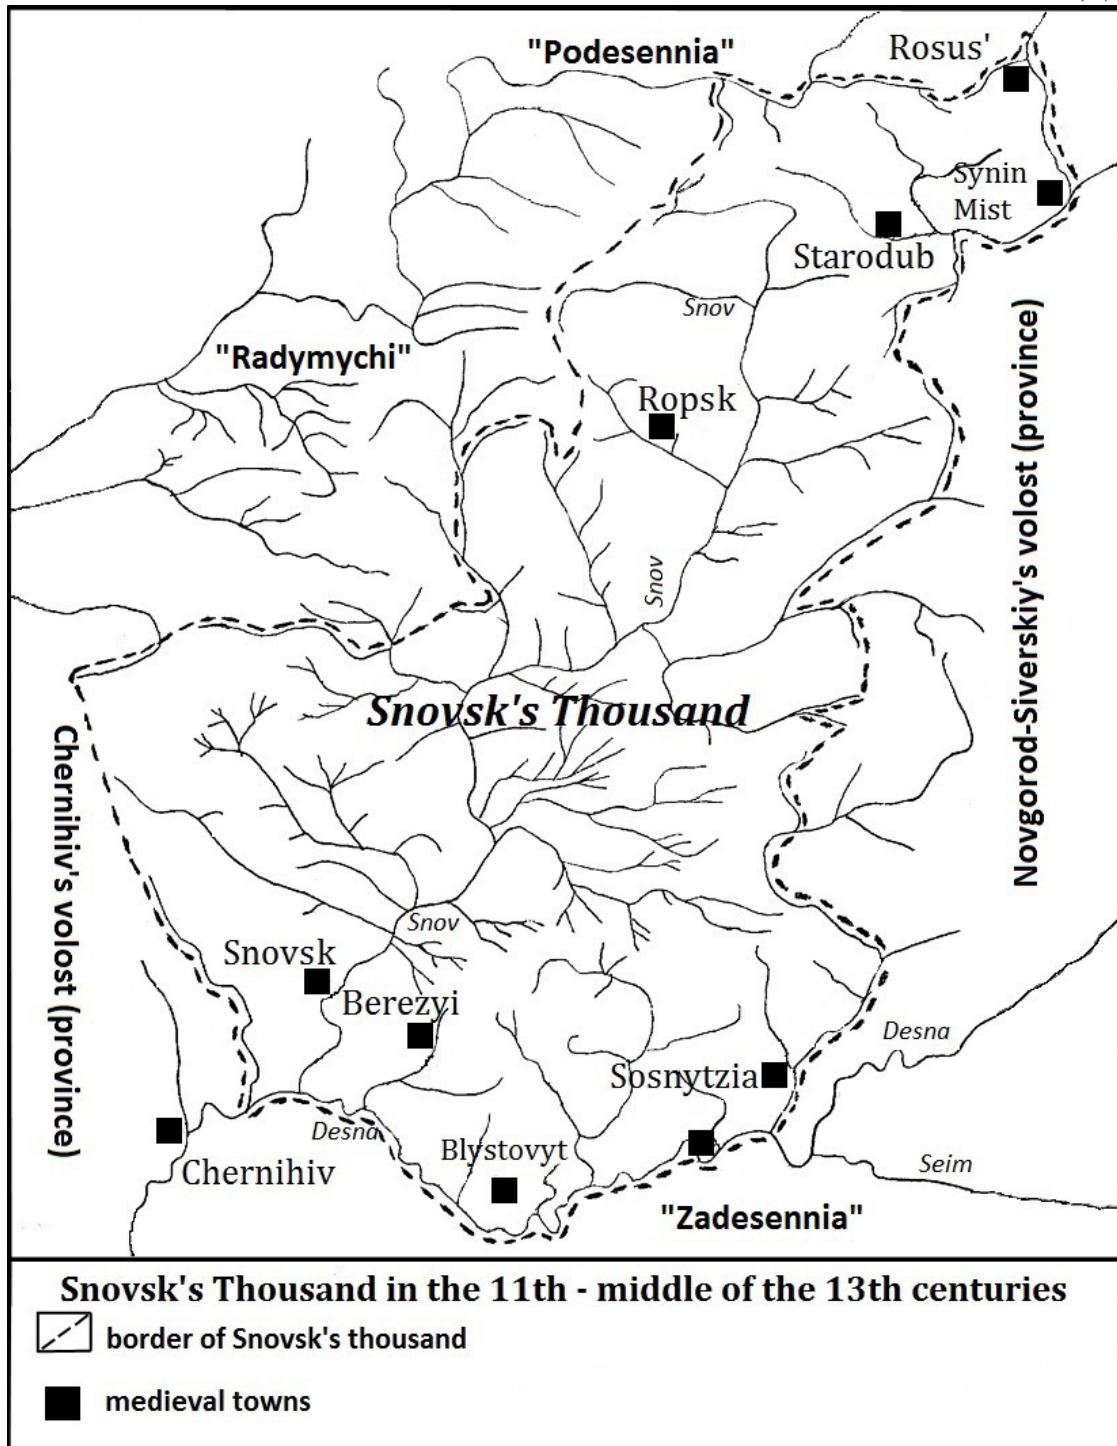 "Podesennia"
Rosus'
Synin
Mist
Starodub
Snov
"Radymychi"
Ropsk
Novgorod-Siverskiy's volost (province)
Snov
Snovsk's Thousand
Chernihiv's volost (province)
Snov
Snovsk
Berezyi
Desna
Sosnytzia
Desna
Blystovyt
Chernihiv
Seim
"Zadesennia"
Snovsk's Thousand in the 11th - middle of the 13th centuries
border of Snovsk's thousand
medieval towns